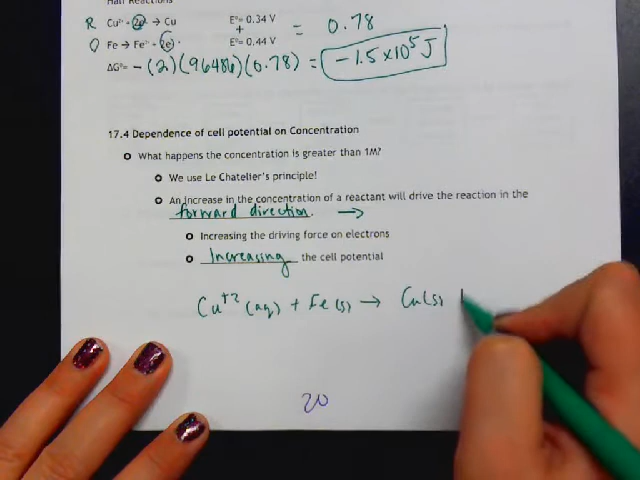 Half Reactions
R Cu²⁺ + 2e⁻ → Cu E°= 0.34 V
+ = 0.78
O Fe → Fe²⁺ + 2e⁻ E°= 0.44 V
ΔG°= -(2)(96486)(0.78) = -1.5x10⁵ J
17.4 Dependence of cell potential on Concentration
What happens the concentration is greater than 1M?
We use Le Chatelier's principle!
An increase in the concentration of a reactant will drive the reaction in the
forward direction. →
Increasing the driving force on electrons
Increasing the cell potential
Cu⁺² (aq) + Fe (s) → Cu(s)
20